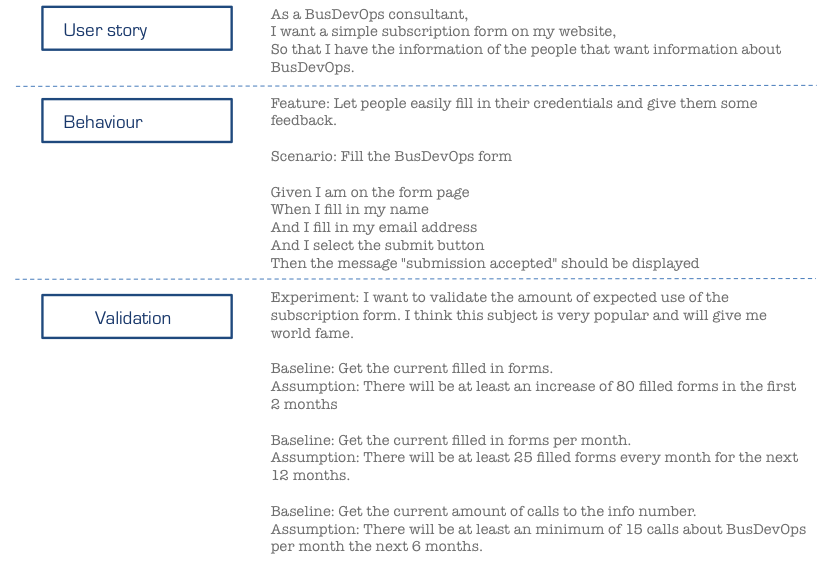 User story
As a BusDevOps consultant,
I want a simple subscription form on my website,
So that I have the information of the people that want information about
BusDevOps.
Behaviour
Feature: Let people easily fill in their credentials and give them some
feedback.
Scenario: Fill the BusDevOps form
Given I am on the form page
When I fill in my name
And I fill in my email address
And I select the submit button
Then the message "submission accepted" should be displayed
Validation
Experiment: I want to validate the amount of expected use of the
subscription form. I think this subject is very popular and will give me
world fame.
Baseline: Get the current filled in forms.
Assumption: There will be at least an increase of 80 filled forms in the first
2 months
Baseline: Get the current filled in forms per month.
Assumption: There will be at least 25 filled forms every month for the next
12 months.
Baseline: Get the current amount of calls to the info number.
Assumption: There will be at least an minimum of 15 calls about BusDevOps
per month the next 6 months.